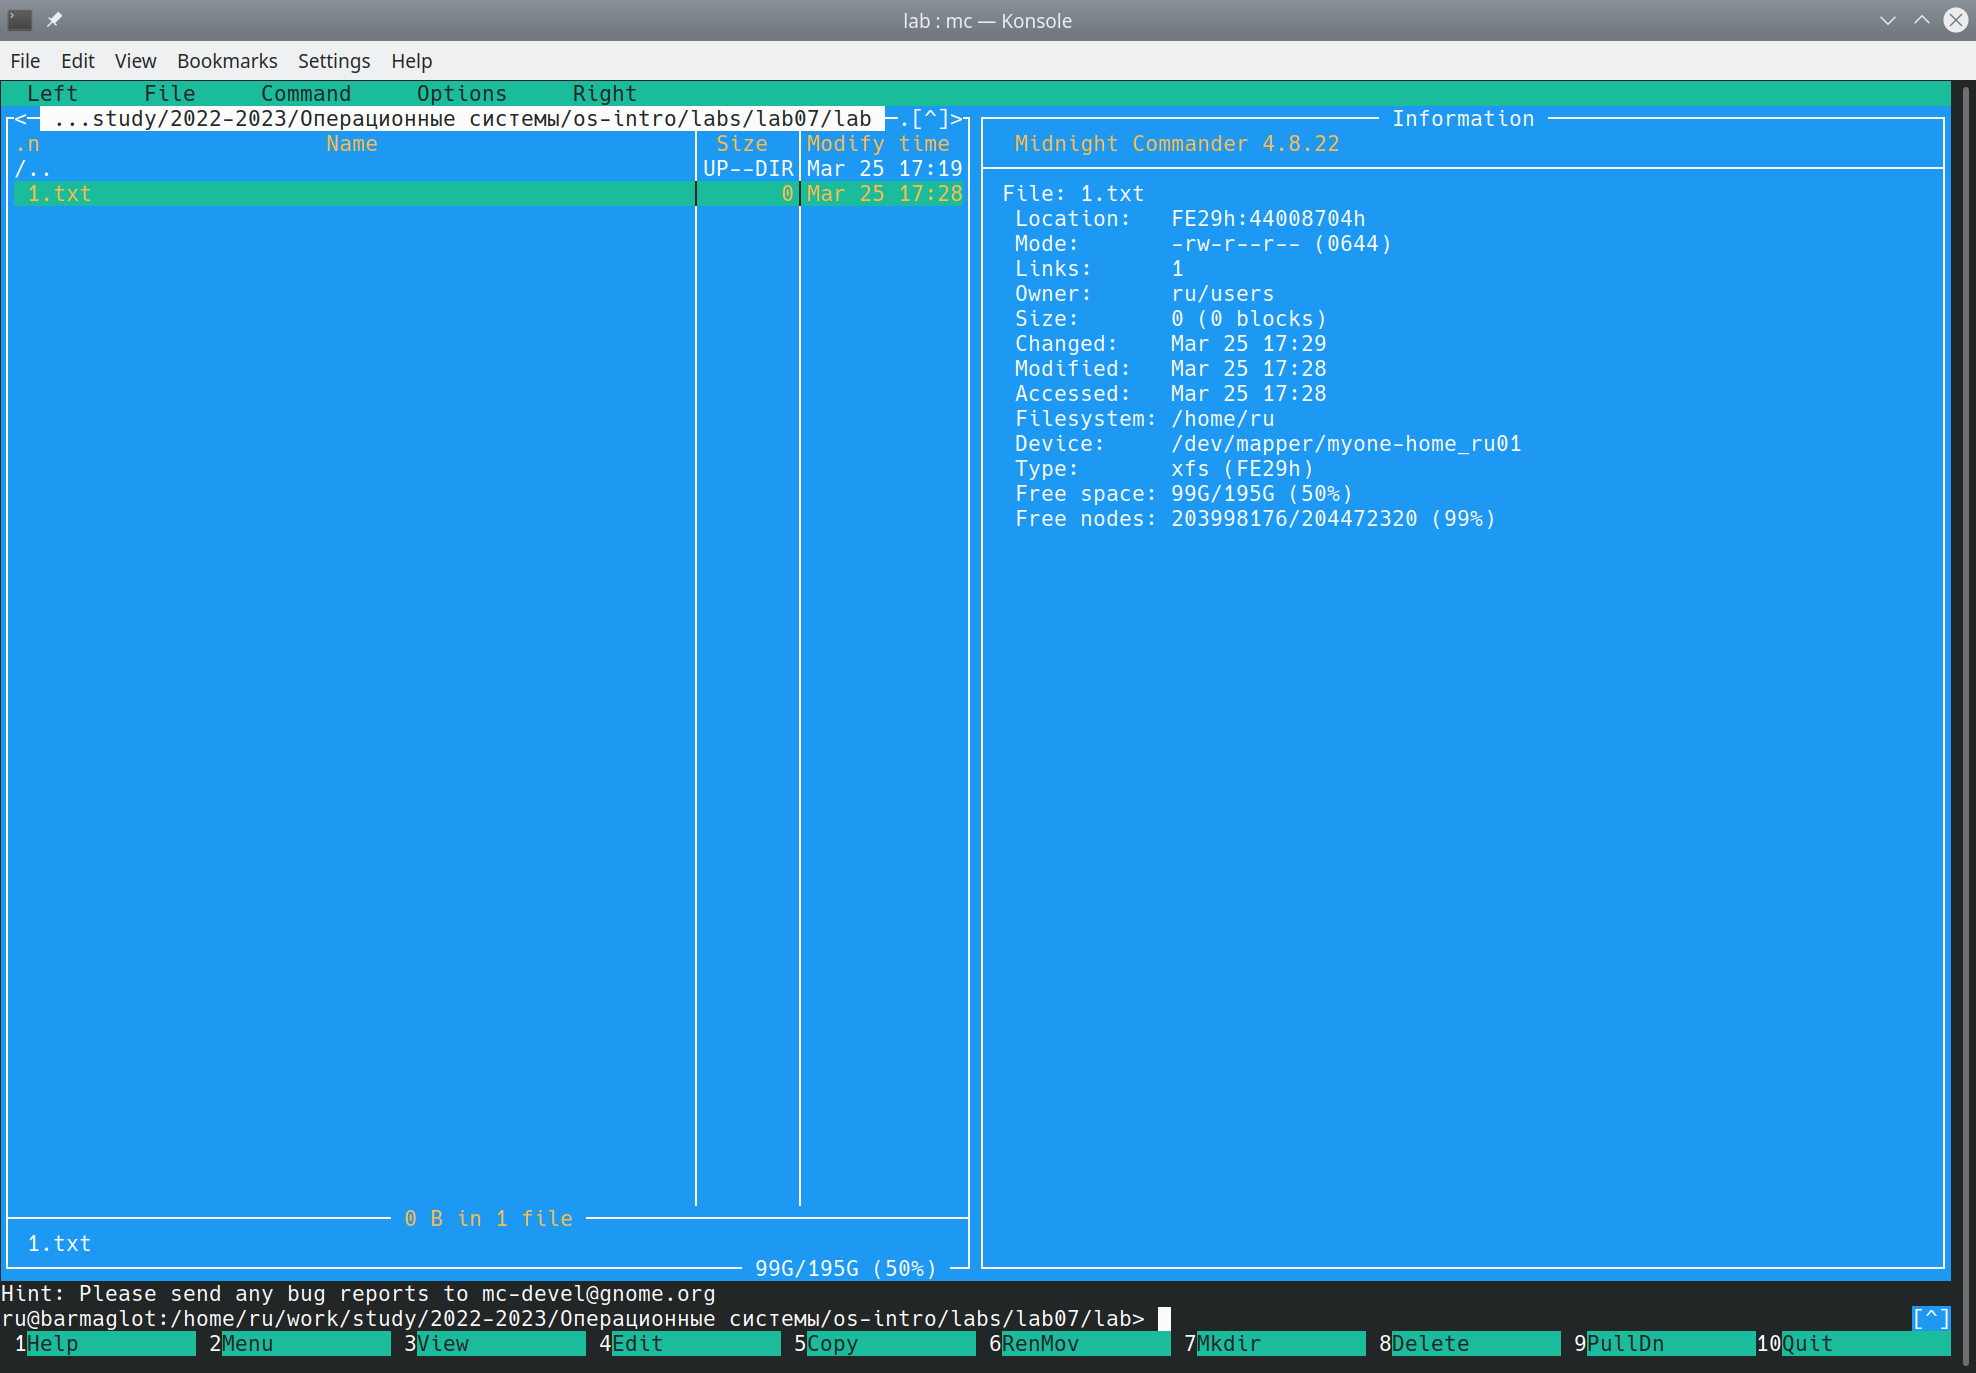 lab : mc — Konsole
File Edit View Bookmarks Settings Help
Left File Command Options Right
<— ...study/2022-2023/Операционные системы/os-intro/labs/lab07/lab —.[^]>
.n Name Size Modify time
/.. UP--DIR Mar 25 17:19
1.txt 0 Mar 25 17:28
0 B in 1 file
1.txt
99G/195G (50%)
Information
Midnight Commander 4.8.22
File: 1.txt
Location: FE29h:44008704h
Mode: -rw-r--r-- (0644)
Links: 1
Owner: ru/users
Size: 0 (0 blocks)
Changed: Mar 25 17:29
Modified: Mar 25 17:28
Accessed: Mar 25 17:28
Filesystem: /home/ru
Device: /dev/mapper/myone-home_ru01
Type: xfs (FE29h)
Free space: 99G/195G (50%)
Free nodes: 203998176/204472320 (99%)
Hint: Please send any bug reports to mc-devel@gnome.org
ru@barmaglot:/home/ru/work/study/2022-2023/Операционные системы/os-intro/labs/lab07/lab> [^]
1Help 2Menu 3View 4Edit 5Copy 6RenMov 7Mkdir 8Delete 9PullDn 10Quit